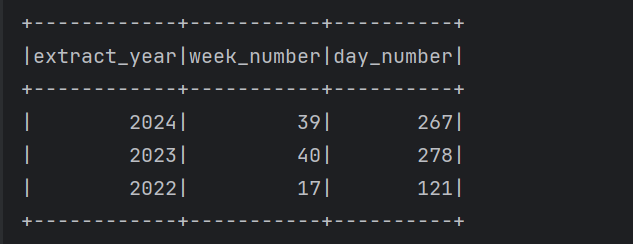 +------------+-----------+----------+
|extract_year|week_number|day_number|
+------------+-----------+----------+
|        2024|         39|       267|
|        2023|         40|       278|
|        2022|         17|       121|
+------------+-----------+----------+